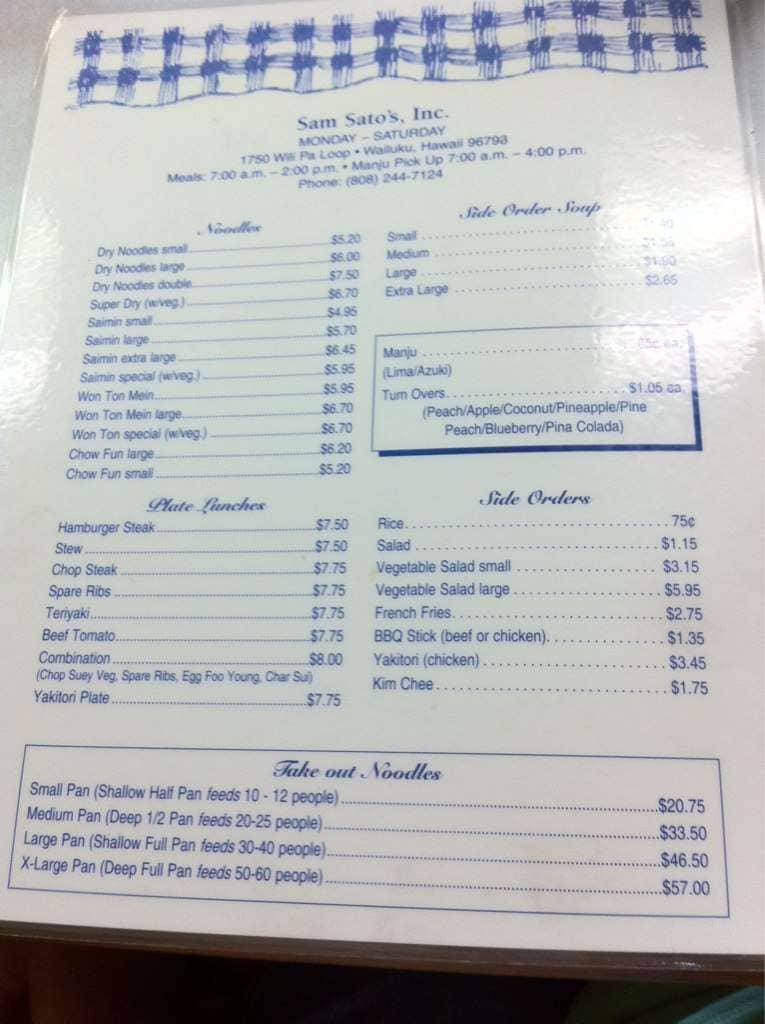 Sam Sato's, Inc.
MONDAY – SATURDAY
1750 Wili Pa Loop • Wailuku, Hawaii 96793
Meals: 7:00 a.m. – 2:00 p.m. • Manju Pick Up 7:00 a.m. – 4:00 p.m.
Phone: (808) 244-7124
Noodles
Dry Noodles small $5.20
Dry Noodles large $6.00
Dry Noodles double $7.50
Super Dry (w/veg.) $6.70
Saimin small $4.95
Saimin large $5.70
Saimin extra large $6.45
Saimin special (w/veg.) $5.95
Won Ton Mein $5.95
Won Ton Mein large $6.70
Won Ton special (w/veg.) $6.70
Chow Fun large $6.20
Chow Fun small $5.20
Side Order Soup
Small
Medium
Large $1.90
Extra Large $2.65
Manju ea.
(Lima/Azuki)
Turn Overs $1.05 ea.
(Peach/Apple/Coconut/Pineapple/Pine
Peach/Blueberry/Pina Colada)
Plate Lunches
Hamburger Steak $7.50
Stew $7.50
Chop Steak $7.75
Spare Ribs $7.75
Teriyaki $7.75
Beef Tomato $7.75
Combination $8.00
(Chop Suey Veg, Spare Ribs, Egg Foo Young, Char Sui)
Yakitori Plate $7.75
Side Orders
Rice 75¢
Salad $1.15
Vegetable Salad small $3.15
Vegetable Salad large $5.95
French Fries $2.75
BBQ Stick (beef or chicken) $1.35
Yakitori (chicken) $3.45
Kim Chee $1.75
Take out Noodles
Small Pan (Shallow Half Pan feeds 10 - 12 people) $20.75
Medium Pan (Deep 1/2 Pan feeds 20-25 people) $33.50
Large Pan (Shallow Full Pan feeds 30-40 people) $46.50
X-Large Pan (Deep Full Pan feeds 50-60 people) $57.00